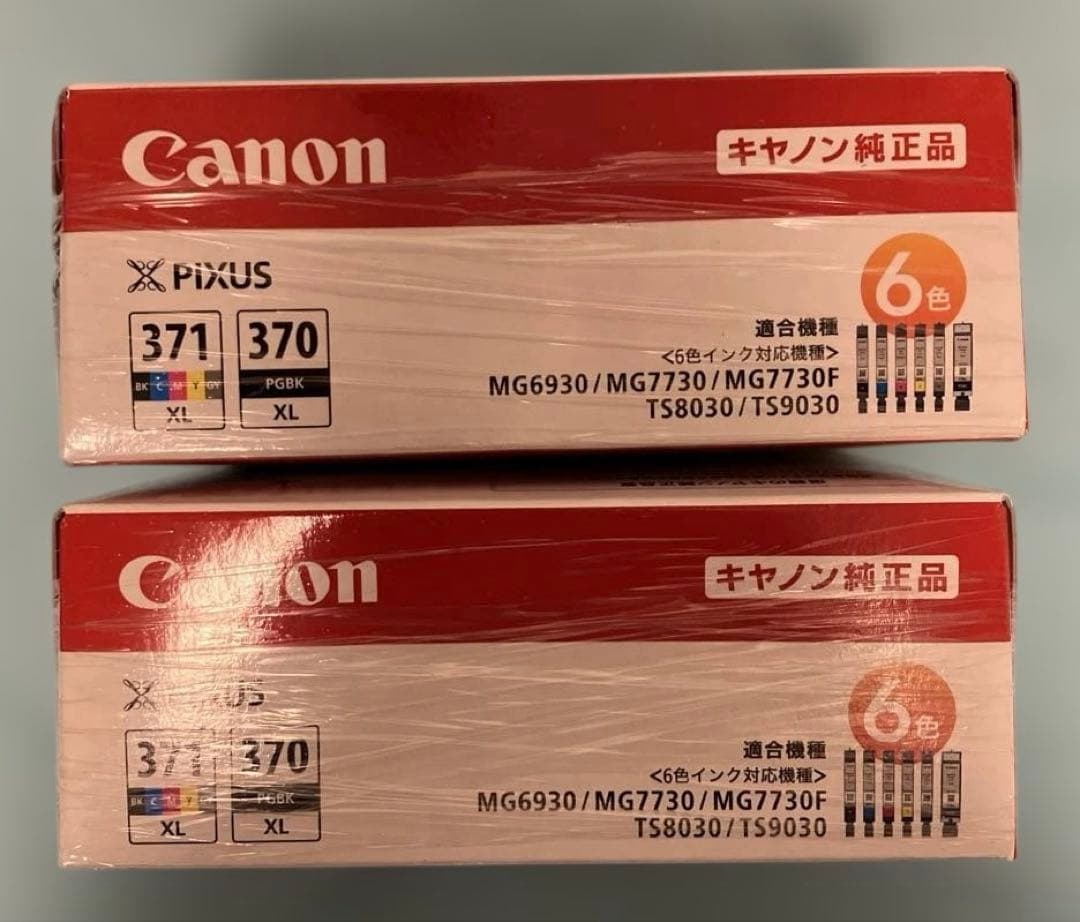 Canon
キヤノン純正品
PIXUS
6色
371 370
BK C M Y GY PGBK
XL XL
適合機種
<6色インク対応機種>
MG6930/MG7730/MG7730F
TS8030/TS9030
Canon
キヤノン純正品
PIXUS
6色
371 370
BK C M Y GY PGBK
XL XL
適合機種
<6色インク対応機種>
MG6930/MG7730/MG7730F
TS8030/TS9030